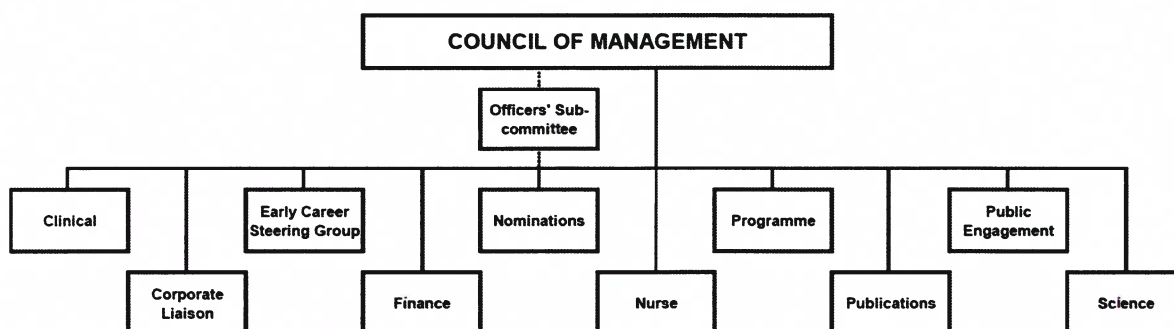 COUNCIL OF MANAGEMENT
Officers' Sub-
committee
Clinical
Early Career
Steering Group
Nominations
Programme
Public
Engagement
Corporate
Liaison
Finance
Nurse
Publications
Science